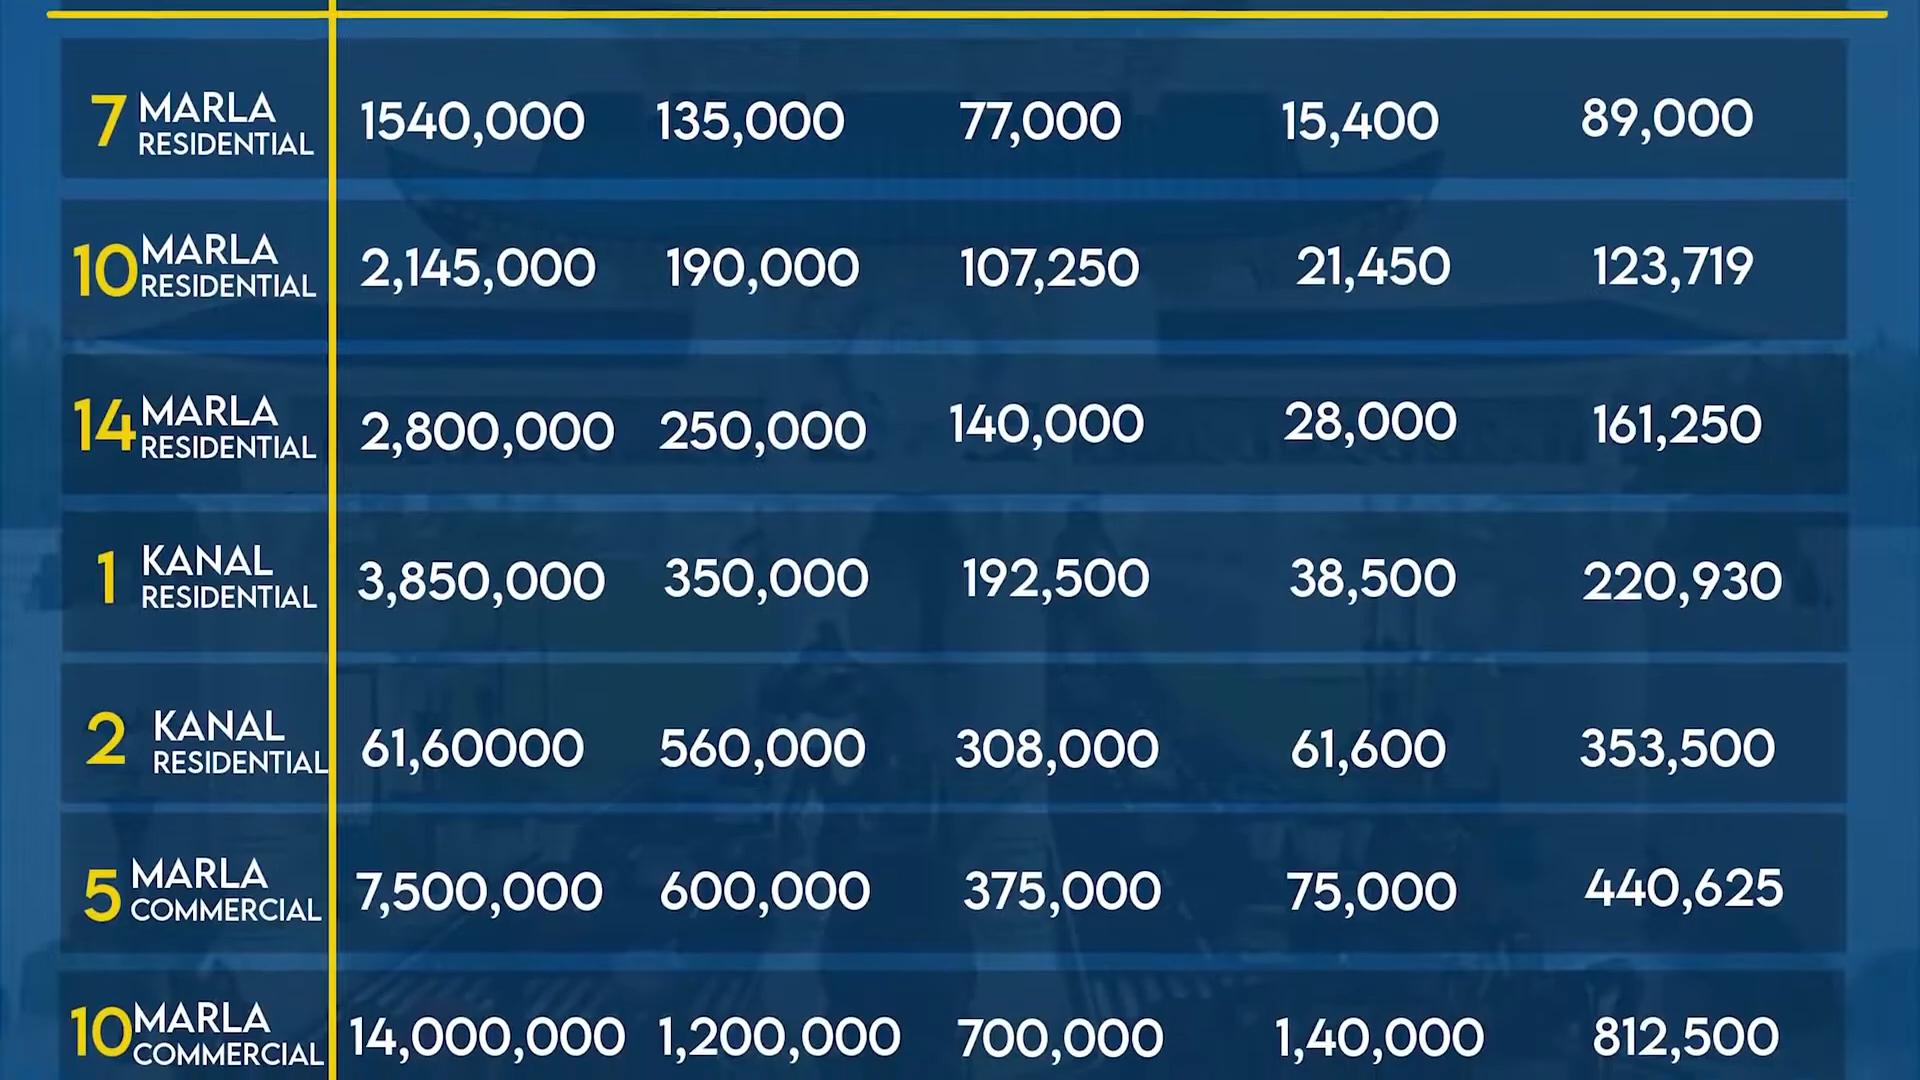 7 MARLA RESIDENTIAL 1540,000 135,000 77,000 15,400 89,000
10 MARLA RESIDENTIAL 2,145,000 190,000 107,250 21,450 123,719
14 MARLA RESIDENTIAL 2,800,000 250,000 140,000 28,000 161,250
1 KANAL RESIDENTIAL 3,850,000 350,000 192,500 38,500 220,930
2 KANAL RESIDENTIAL 61,60000 560,000 308,000 61,600 353,500
5 MARLA COMMERCIAL 7,500,000 600,000 375,000 75,000 440,625
10 MARLA COMMERCIAL 14,000,000 1,200,000 700,000 1,40,000 812,500